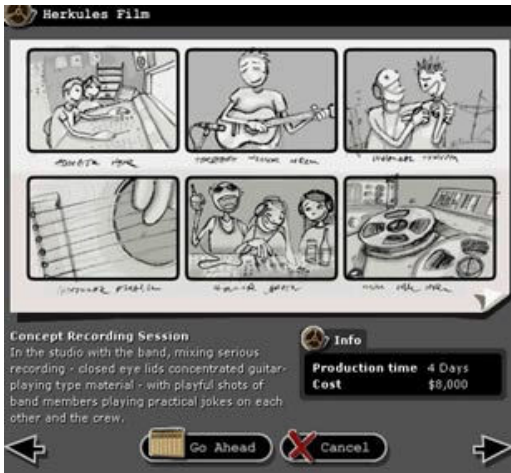 Herkules Film
Concept Recording Session
In the studio with the band, mixing serious
recording - closed eye lids concentrated guitar-
playing type material - with playful shots of
band members playing practical jokes on each
other and the crew.
Info
Production time 4 Days
Cost $8,000
Go Ahead
Cancel